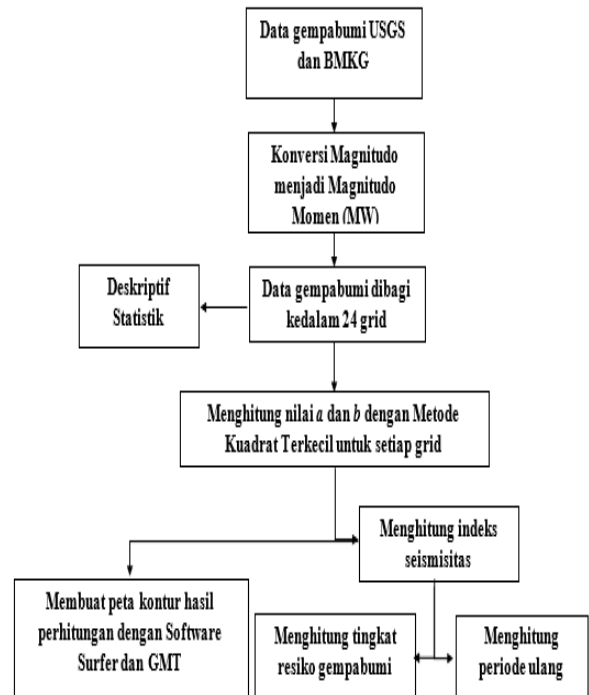 Data gempabumi USGS
dan BMKG
Konversi Magnitudo
menjadi Magnitudo
Momen (MW)
Deskriptif
Statistik
Data gempabumi dibagi
kedalam 24 grid
Menghitung nilai a dan b dengan Metode
Kuadrat Terkecil untuk setiap grid
Menghitung indeks
seismisitas
Membuat peta kontur hasil
perhitungan dengan Software
Surfer dan GMT
Menghitung tingkat
resiko gempabumi
Menghitung
periode ulang